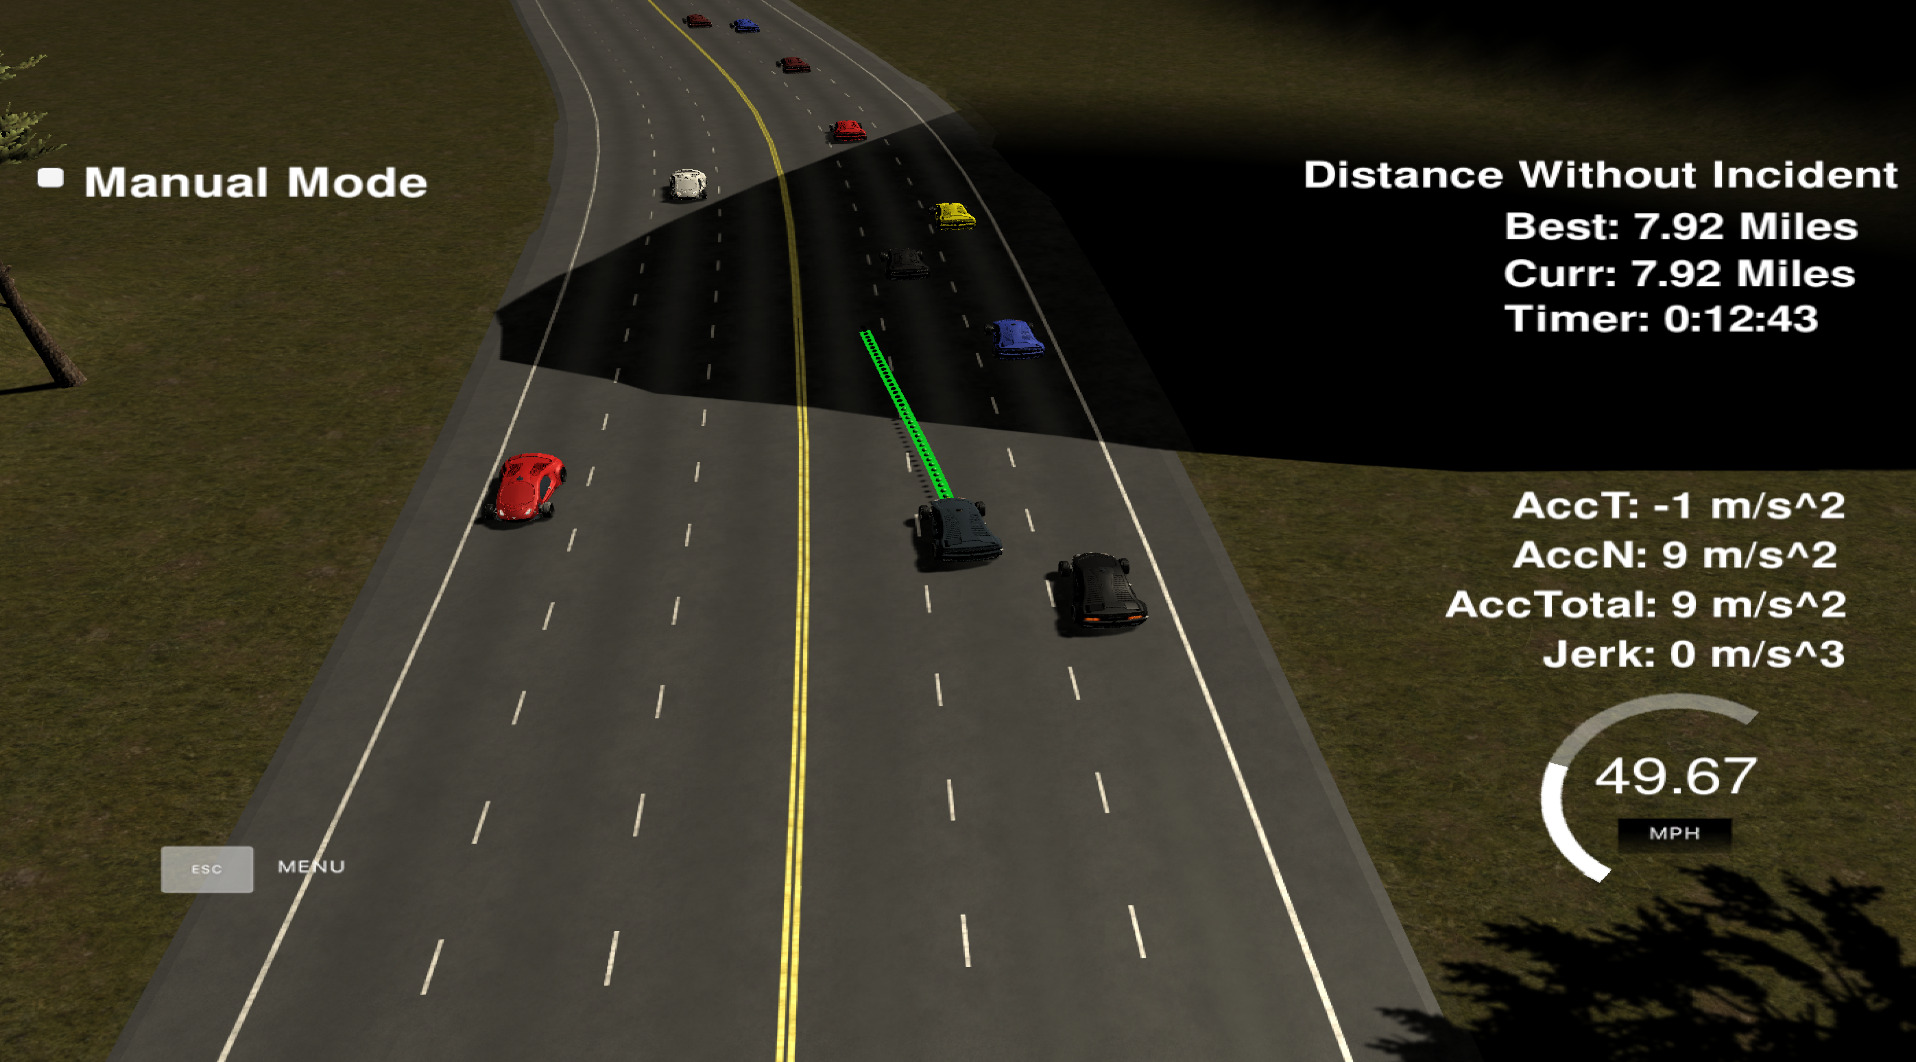 Manual Mode
Distance Without Incident
Best: 7.92 Miles
Curr: 7.92 Miles
Timer: 0:12:43
AccT: -1 m/s^2
AccN: 9 m/s^2
AccTotal: 9 m/s^2
Jerk: 0 m/s^3
49.67
MPH
ESC MENU